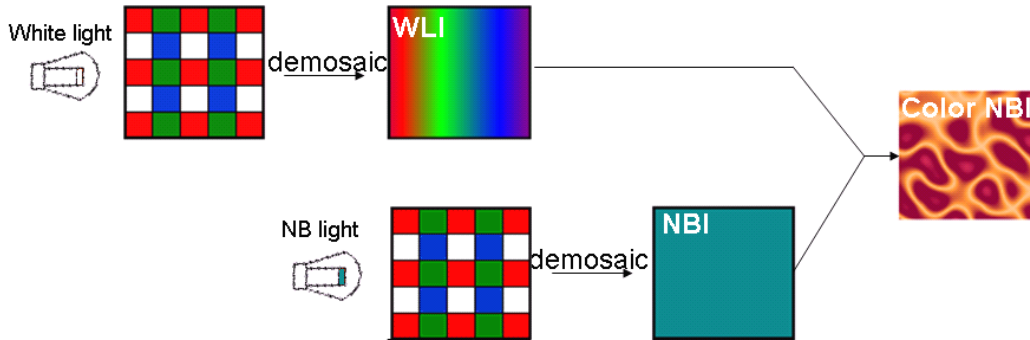 White light
demosaic
WLI
Color NBI
NB light
demosaic
NBI